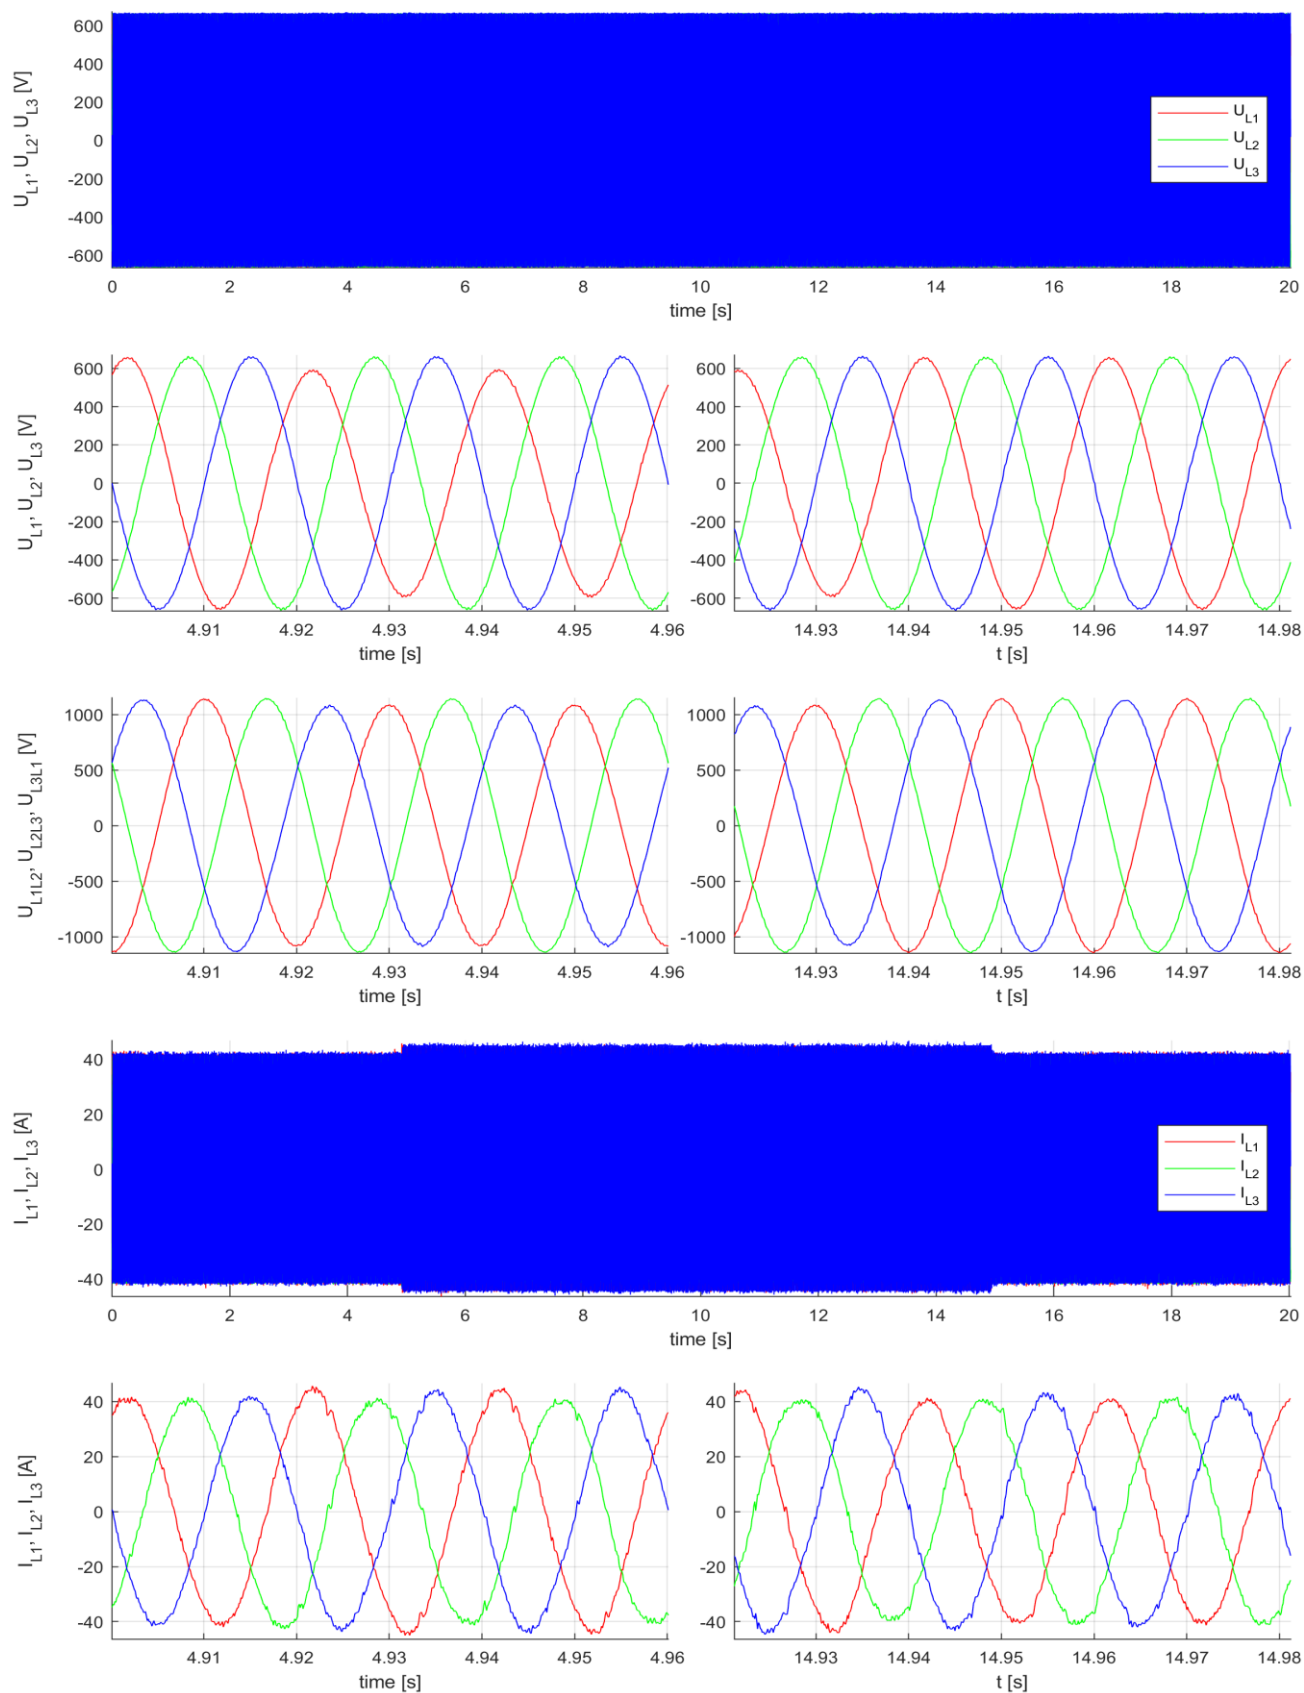 U_L1, U_L2, U_L3 [V]
600
400
200
0
-200
-400
-600
U_L1
U_L2
U_L3
0 2 4 6 8 10 12 14 16 18 20
time [s]
U_L1, U_L2, U_L3 [V]
600
400
200
0
-200
-400
-600
4.91 4.92 4.93 4.94 4.95 4.96
time [s]
600
400
200
0
-200
-400
-600
14.93 14.94 14.95 14.96 14.97 14.98
t [s]
U_L1L2, U_L2L3, U_L3L1 [V]
1000
500
0
-500
-1000
4.91 4.92 4.93 4.94 4.95 4.96
time [s]
1000
500
0
-500
-1000
14.93 14.94 14.95 14.96 14.97 14.98
t [s]
I_L1, I_L2, I_L3 [A]
40
20
0
-20
-40
I_L1
I_L2
I_L3
0 2 4 6 8 10 12 14 16 18 20
time [s]
I_L1, I_L2, I_L3 [A]
40
20
0
-20
-40
4.91 4.92 4.93 4.94 4.95 4.96
time [s]
40
20
0
-20
-40
14.93 14.94 14.95 14.96 14.97 14.98
t [s]